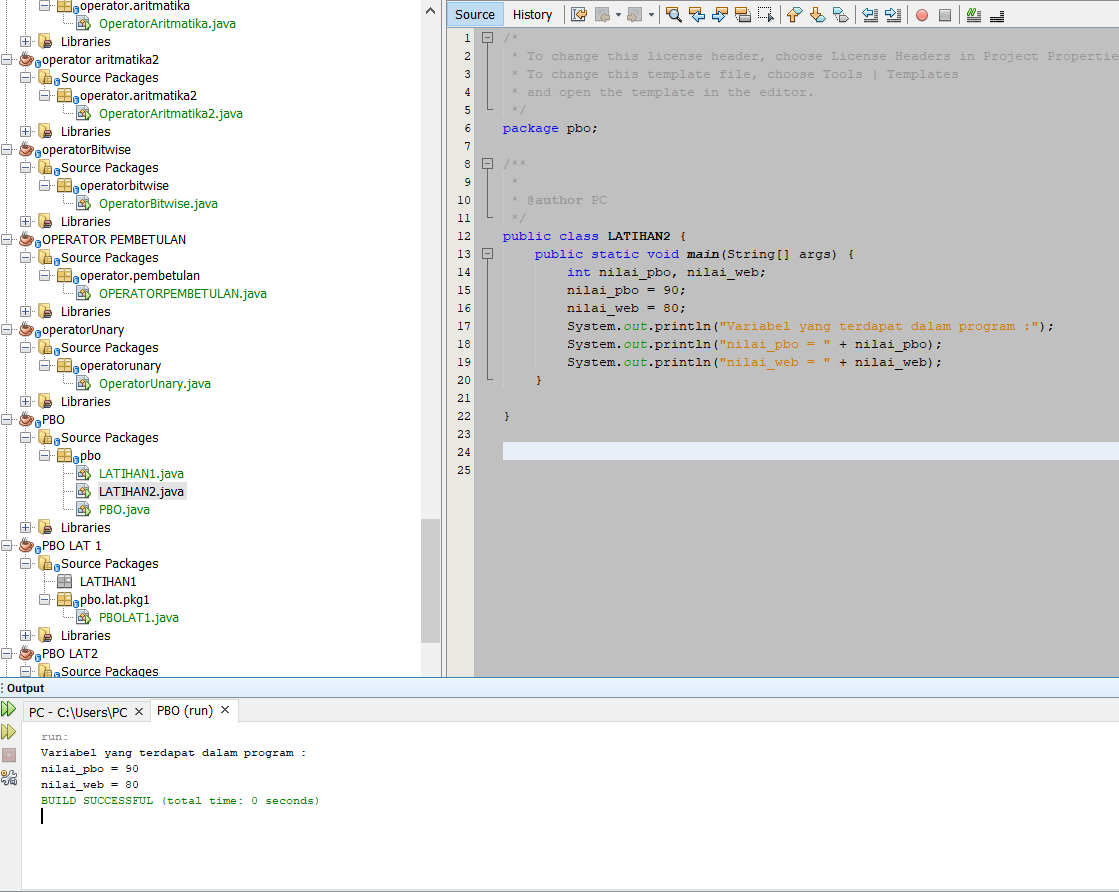 operator.aritmatika
OperatorAritmatika.java
Libraries
operator aritmatika2
Source Packages
operator.aritmatika2
OperatorAritmatika2.java
Libraries
operatorBitwise
Source Packages
operatorbitwise
OperatorBitwise.java
Libraries
OPERATOR PEMBETULAN
Source Packages
operator.pembetulan
OPERATORPEMBETULAN.java
Libraries
operatorUnary
Source Packages
operatorunary
OperatorUnary.java
Libraries
PBO
Source Packages
pbo
LATIHAN1.java
LATIHAN2.java
PBO.java
Libraries
PBO LAT 1
Source Packages
LATIHAN1
pbo.lat.pkg1
PBOLAT1.java
Libraries
PBO LAT2
Source Packages
Source History
1 /*
2 * To change this license header, choose License Headers in Project Propertie
3 * To change this template file, choose Tools | Templates
4 * and open the template in the editor.
5 */
6 package pbo;
7
8 /**
9 *
10 * @author PC
11 */
12 public class LATIHAN2 {
13 public static void main(String[] args) {
14 int nilai_pbo, nilai_web;
15 nilai_pbo = 90;
16 nilai_web = 80;
17 System.out.println("Variabel yang terdapat dalam program :");
18 System.out.println("nilai_pbo = " + nilai_pbo);
19 System.out.println("nilai_web = " + nilai_web);
20 }
21
22 }
23
24
25
Output
PC - C:\Users\PC × PBO (run) ×
run:
Variabel yang terdapat dalam program :
nilai_pbo = 90
nilai_web = 80
BUILD SUCCESSFUL (total time: 0 seconds)